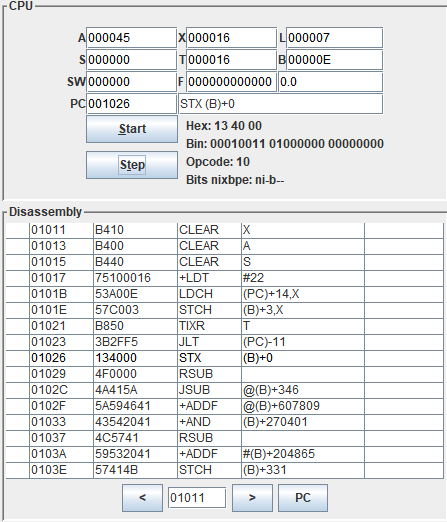 CPU
A 000045 X 000016 L 000007
S 000000 T 000016 B 00000E
SW 000000 F 000000000000 0.0
PC 001026 STX (B)+0
Start
Step
Hex: 13 40 00
Bin: 00010011 01000000 00000000
Opcode: 10
Bits nixbpe: ni-b--
Disassembly
01011 B410 CLEAR X
01013 B400 CLEAR A
01015 B440 CLEAR S
01017 75100016 +LDT #22
0101B 53A00E LDCH (PC)+14,X
0101E 57C003 STCH (B)+3,X
01021 B850 TIXR T
01023 3B2FF5 JLT (PC)-11
01026 134000 STX (B)+0
01029 4F0000 RSUB
0102C 4A415A JSUB @(B)+346
0102F 5A594641 +ADDF @(B)+607809
01033 43542041 +AND (B)+270401
01037 4C5741 RSUB
0103A 59532041 +ADDF #(B)+204865
0103E 57414B STCH (B)+331
< 01011 > PC